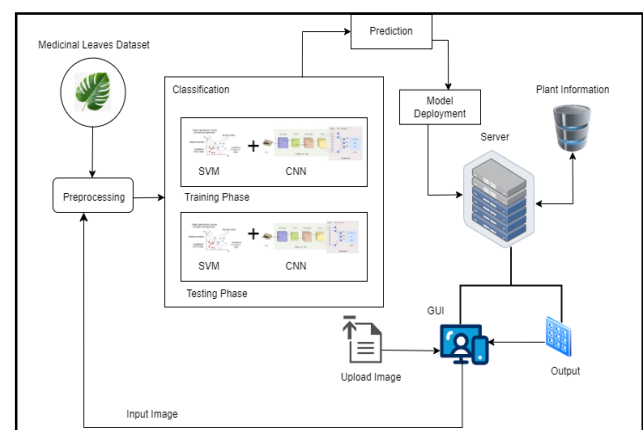 Prediction
Medicinal Leaves Dataset
Classification
Model
Deployment
Plant Information
Server
SVM
CNN
Training Phase
Preprocessing
SVM
CNN
Testing Phase
GUI
Upload Image
Output
Input Image